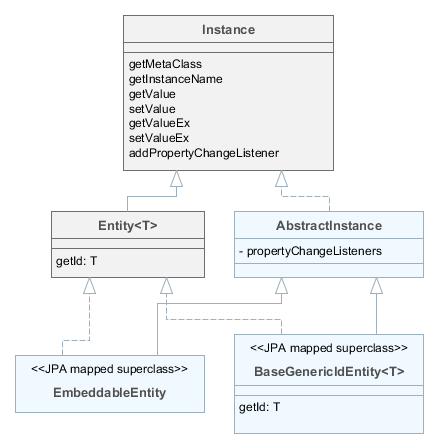 Instance
getMetaClass
getInstanceName
getValue
setValue
getValueEx
setValueEx
addPropertyChangeListener
Entity<T>
getId: T
AbstractInstance
- propertyChangeListeners
<<JPA mapped superclass>>
EmbeddableEntity
<<JPA mapped superclass>>
BaseGenericIdEntity<T>
getId: T